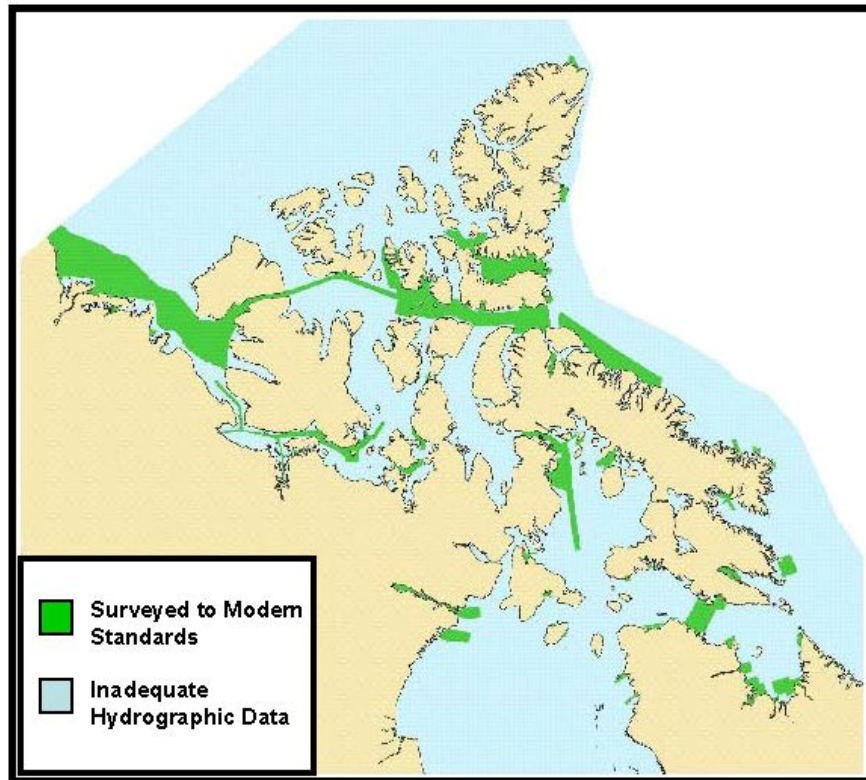 Surveyed to Modern
Standards
Inadequate
Hydrographic Data